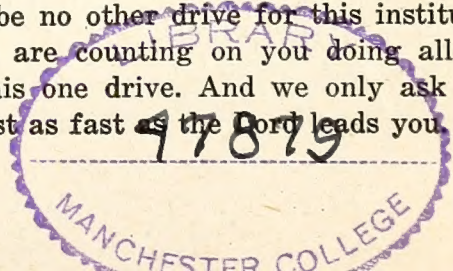 be no other drive for this institu
are counting on you doing all
is one drive. And we only ask
st as fast as the Lord leads you.
LIBRARY
97879
MANCHESTER COLLEGE